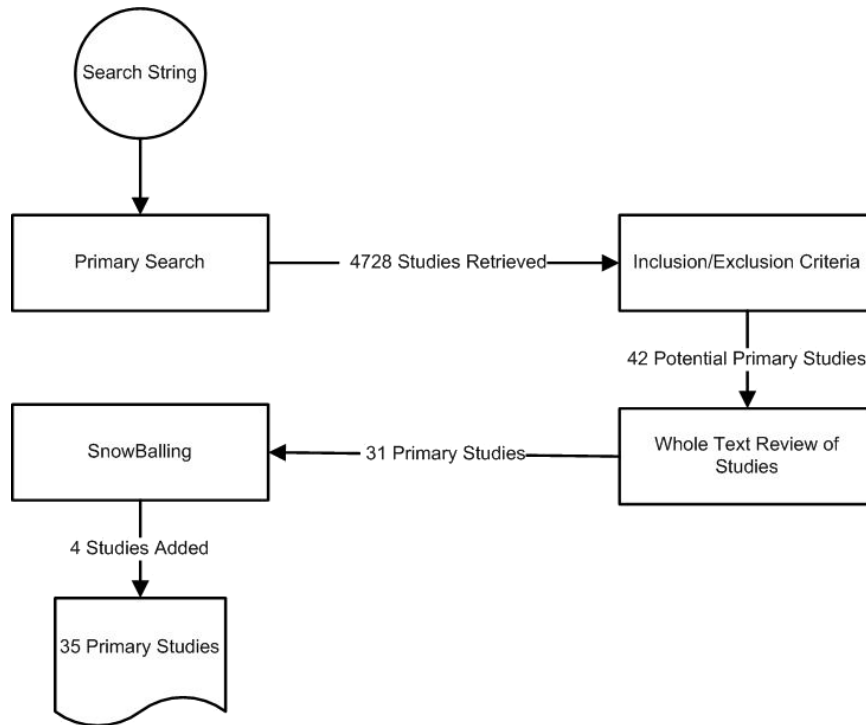 Search String
Primary Search
4728 Studies Retrieved
Inclusion/Exclusion Criteria
42 Potential Primary Studies
Whole Text Review of
Studies
31 Primary Studies
SnowBalling
4 Studies Added
35 Primary Studies